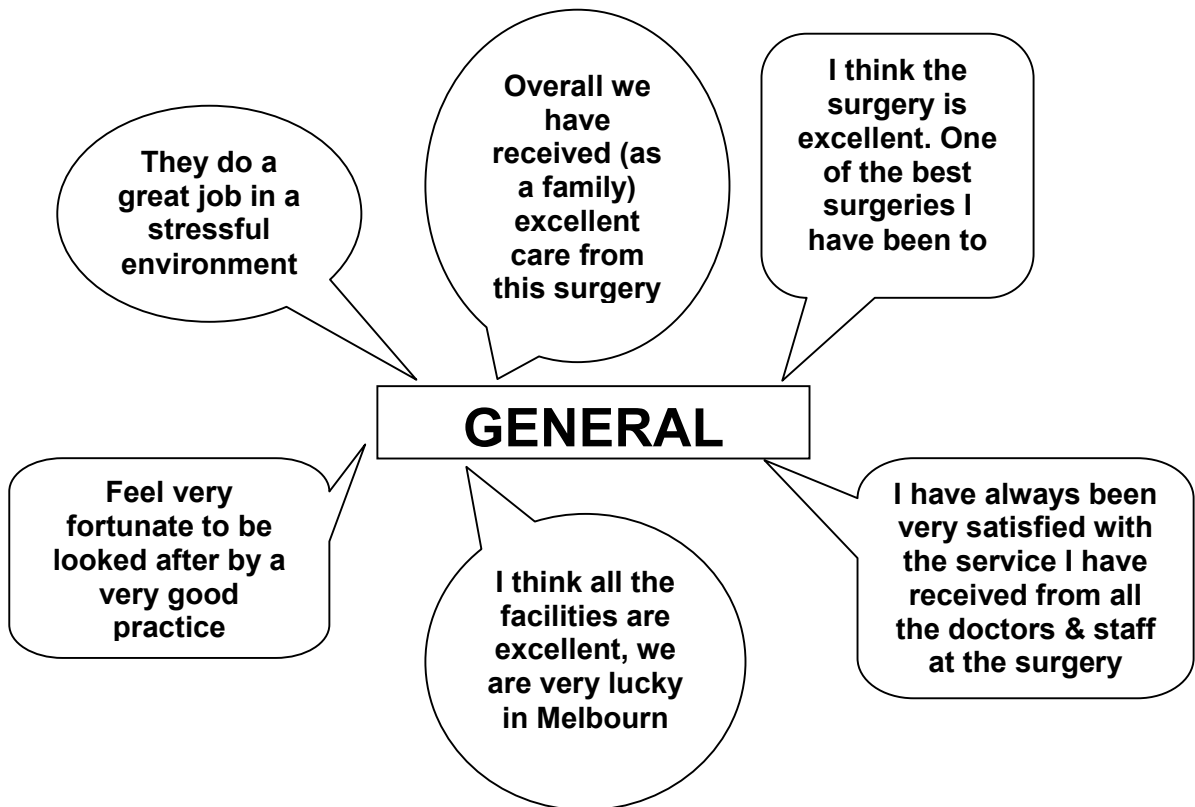 They do a
great job in a
stressful
environment
Overall we
have
received (as
a family)
excellent
care from
this surgery
I think the
surgery is
excellent. One
of the best
surgeries I
have been to
GENERAL
Feel very
fortunate to be
looked after by a
very good
practice
I think all the
facilities are
excellent, we
are very lucky
in Melbourn
I have always been
very satisfied with
the service I have
received from all
the doctors & staff
at the surgery